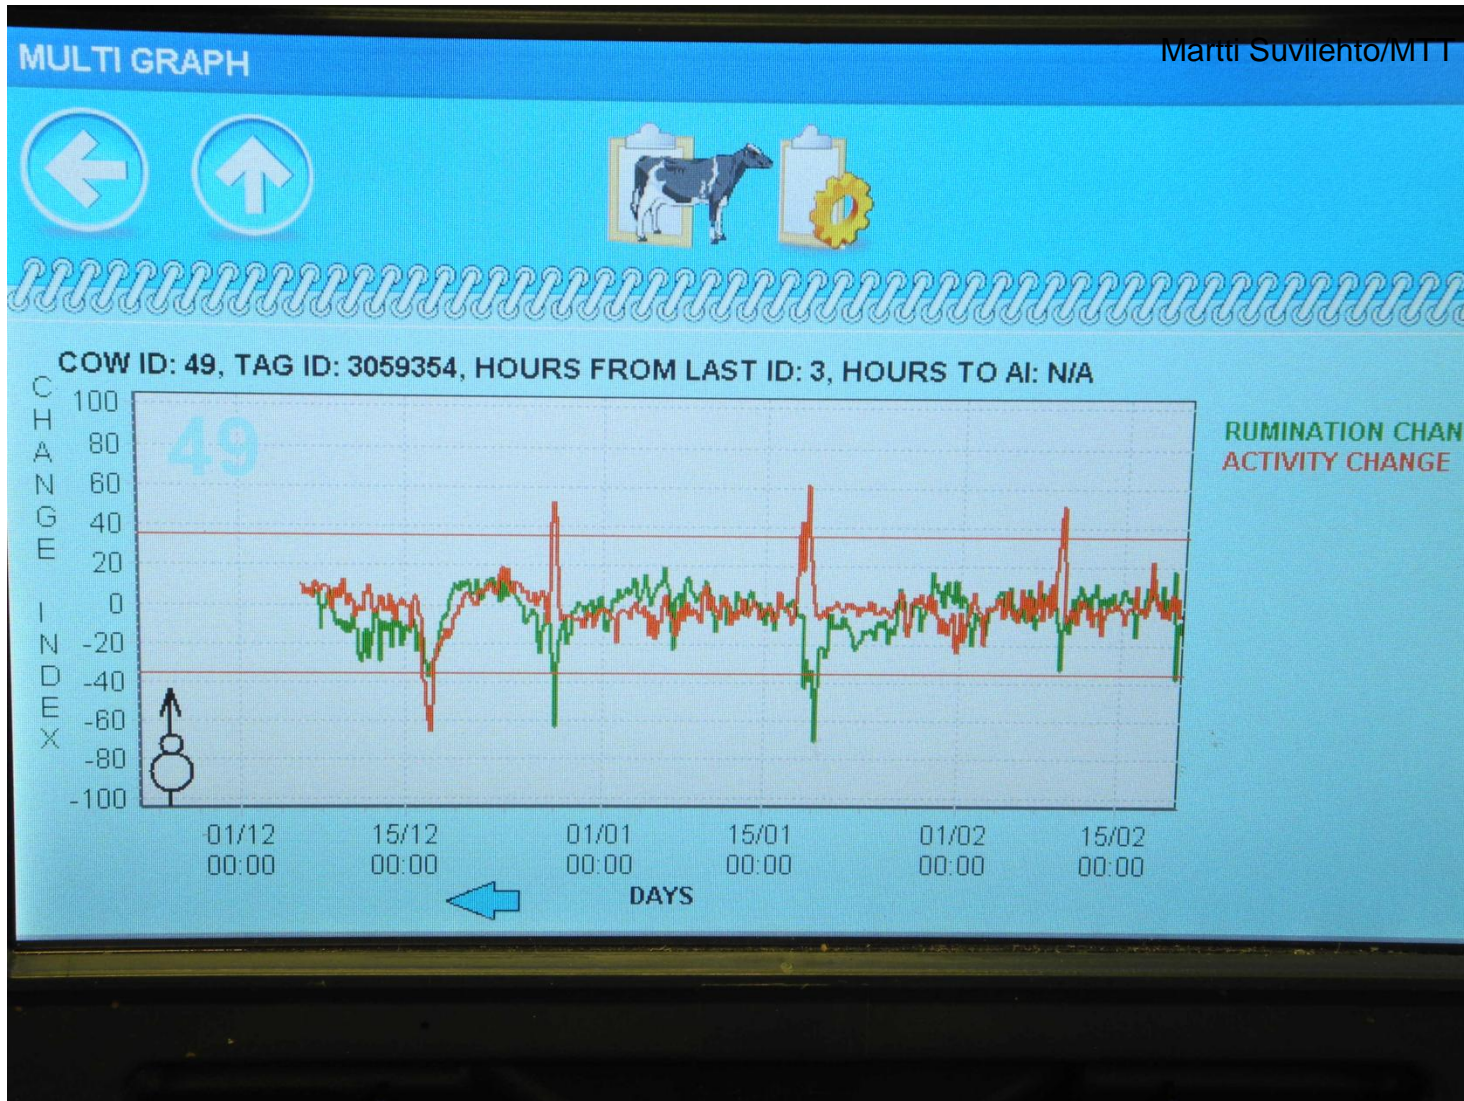 Martti Suvilehto/MTT
MULTI GRAPH
COW ID: 49, TAG ID: 3059354, HOURS FROM LAST ID: 3, HOURS TO AI: N/A
CHANGE INDEX
100
80
60
40
20
0
-20
-40
-60
-80
-100
49
RUMINATION CHAN
ACTIVITY CHANGE
01/12 15/12 01/01 15/01 01/02 15/02
00:00 00:00 00:00 00:00 00:00 00:00
DAYS